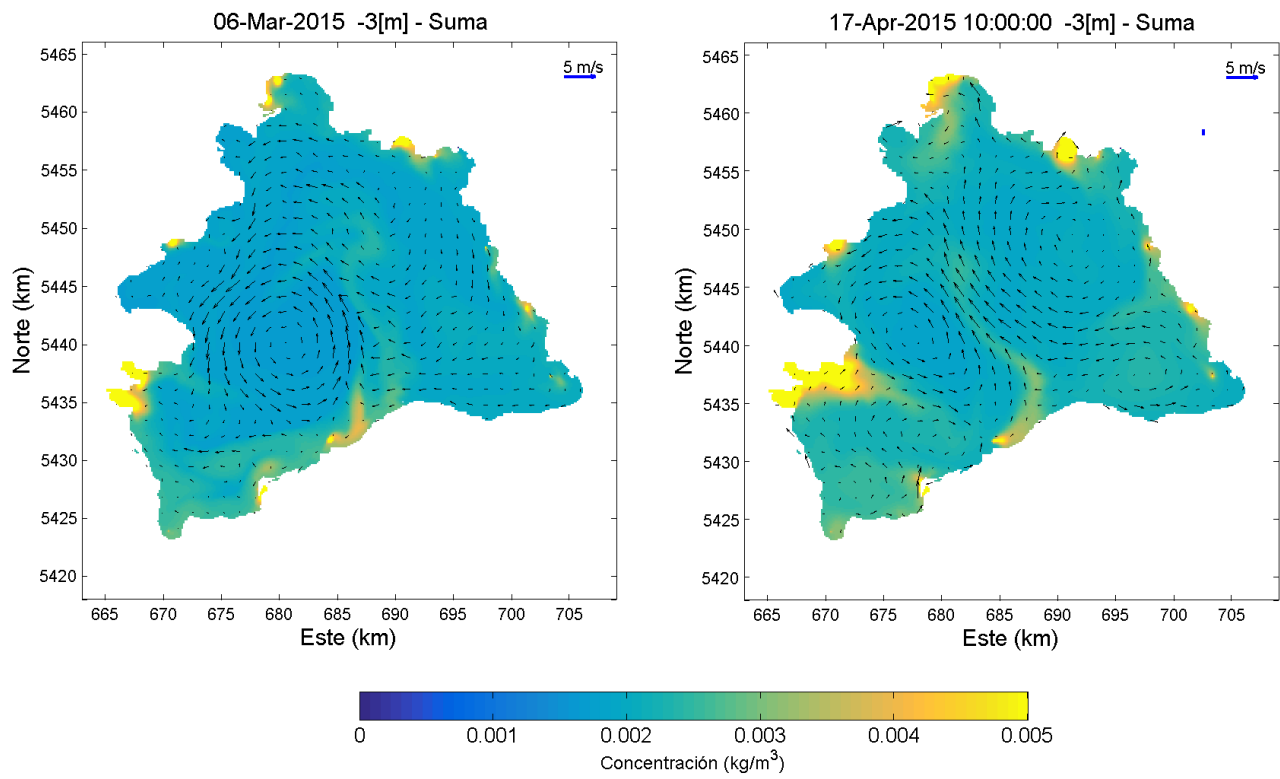 06-Mar-2015  -3[m] - Suma
5 m/s
Norte (km)
5465
5460
5455
5450
5445
5440
5435
5430
5425
5420
665 670 675 680 685 690 695 700 705
Este (km)
17-Apr-2015 10:00:00  -3[m] - Suma
5 m/s
Norte (km)
5465
5460
5455
5450
5445
5440
5435
5430
5425
5420
665 670 675 680 685 690 695 700 705
Este (km)
0 0.001 0.002 0.003 0.004 0.005
Concentración (kg/m³)